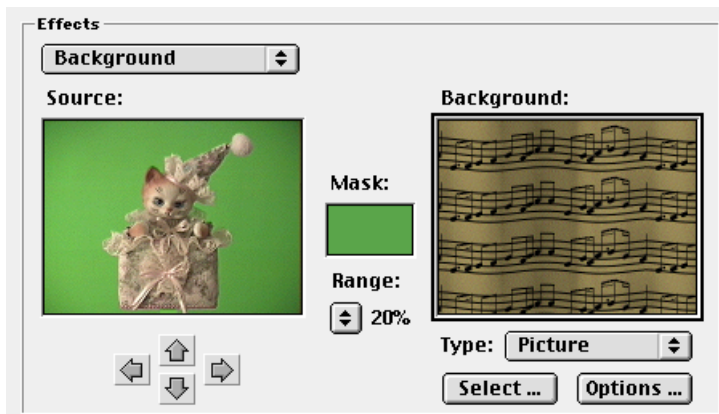 Effects
Background
Source:
Background:
Mask:
Range:
20%
Type: Picture
Select ... Options ...